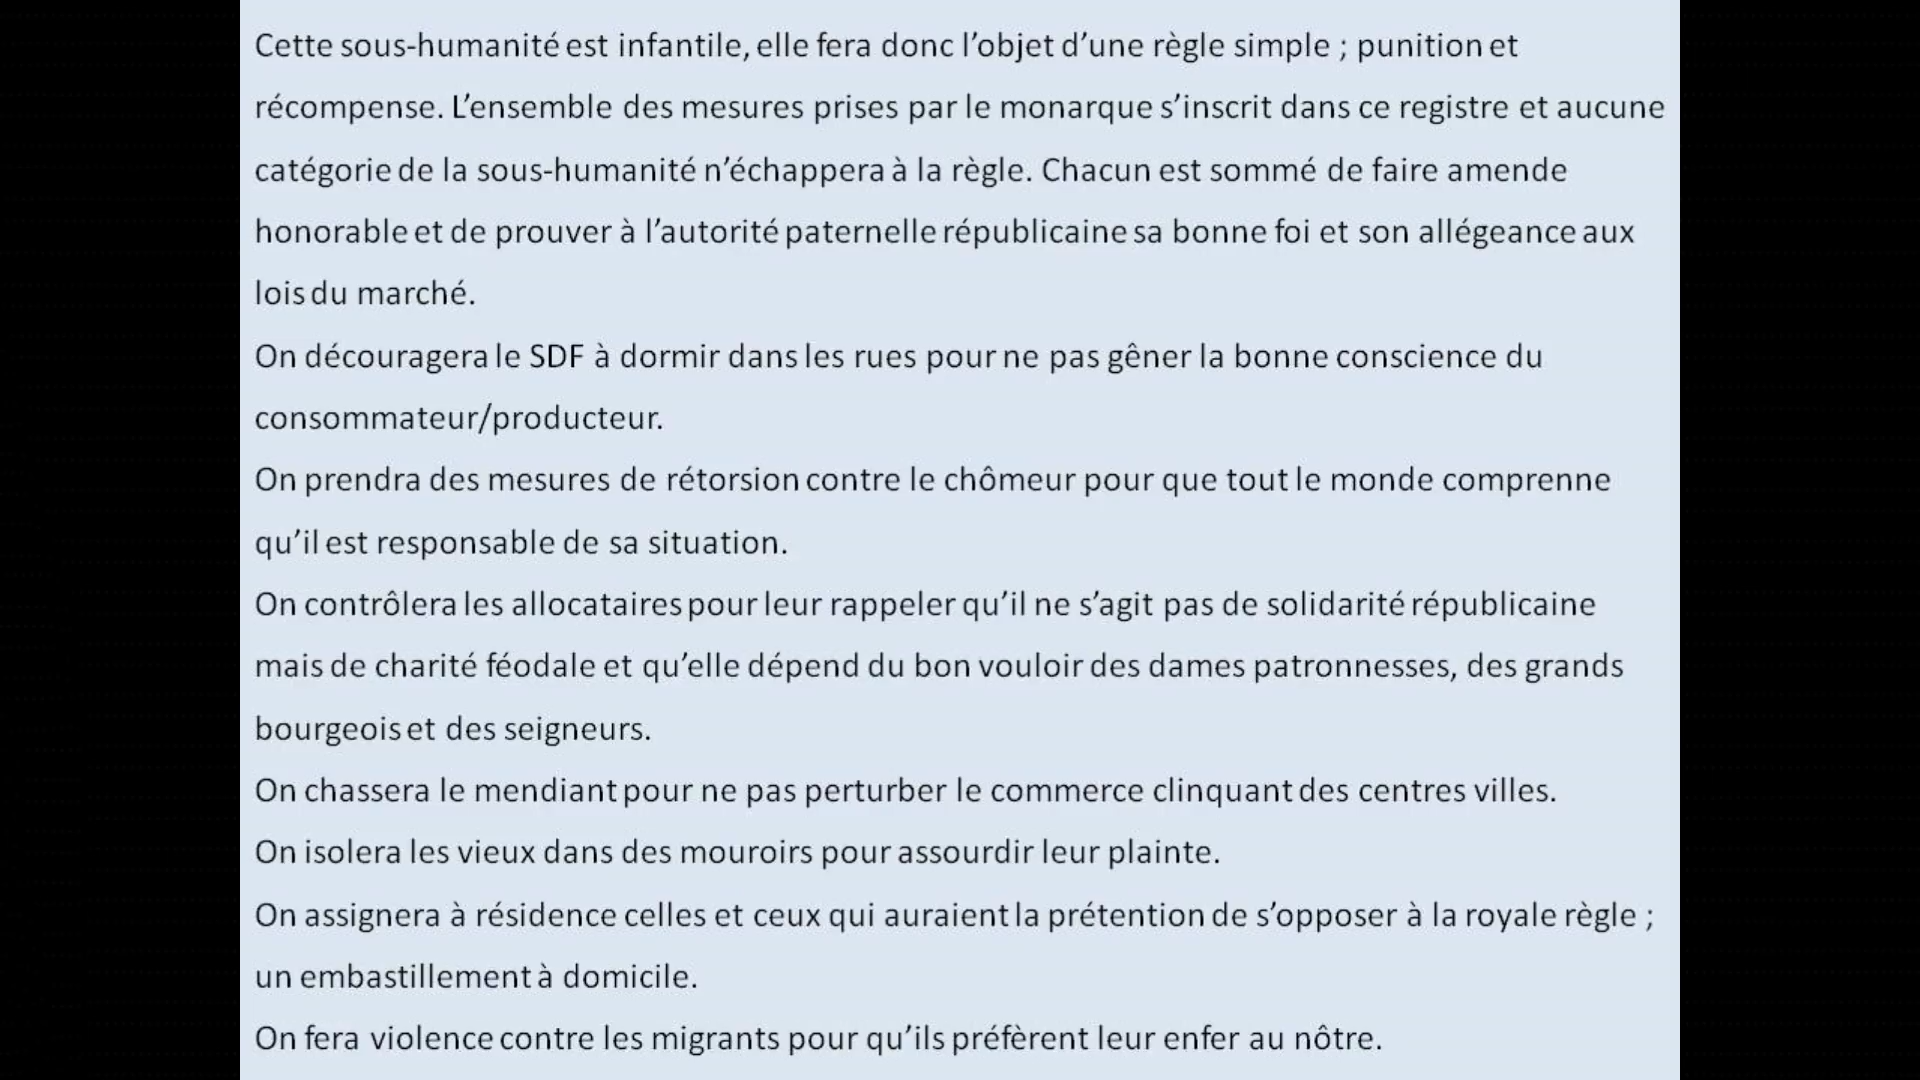 Cette sous-humanité est infantile, elle fera donc l’objet d’une règle simple ; punition et
récompense. L’ensemble des mesures prises par le monarque s’inscrit dans ce registre et aucune
catégorie de la sous-humanité n’échappera à la règle. Chacun est sommé de faire amende
honorable et de prouver à l’autorité paternelle républicaine sa bonne foi et son allégeance aux
lois du marché.
On découragera le SDF à dormir dans les rues pour ne pas gêner la bonne conscience du
consommateur/producteur.
On prendra des mesures de rétorsion contre le chômeur pour que tout le monde comprenne
qu’il est responsable de sa situation.
On contrôlera les allocataires pour leur rappeler qu’il ne s’agit pas de solidarité républicaine
mais de charité féodale et qu’elle dépend du bon vouloir des dames patronnesses, des grands
bourgeois et des seigneurs.
On chassera le mendiant pour ne pas perturber le commerce clinquant des centres villes.
On isolera les vieux dans des mouroirs pour assourdir leur plainte.
On assignera à résidence celles et ceux qui auraient la prétention de s’opposer à la royale règle ;
un embastillement à domicile.
On fera violence contre les migrants pour qu’ils préfèrent leur enfer au nôtre.